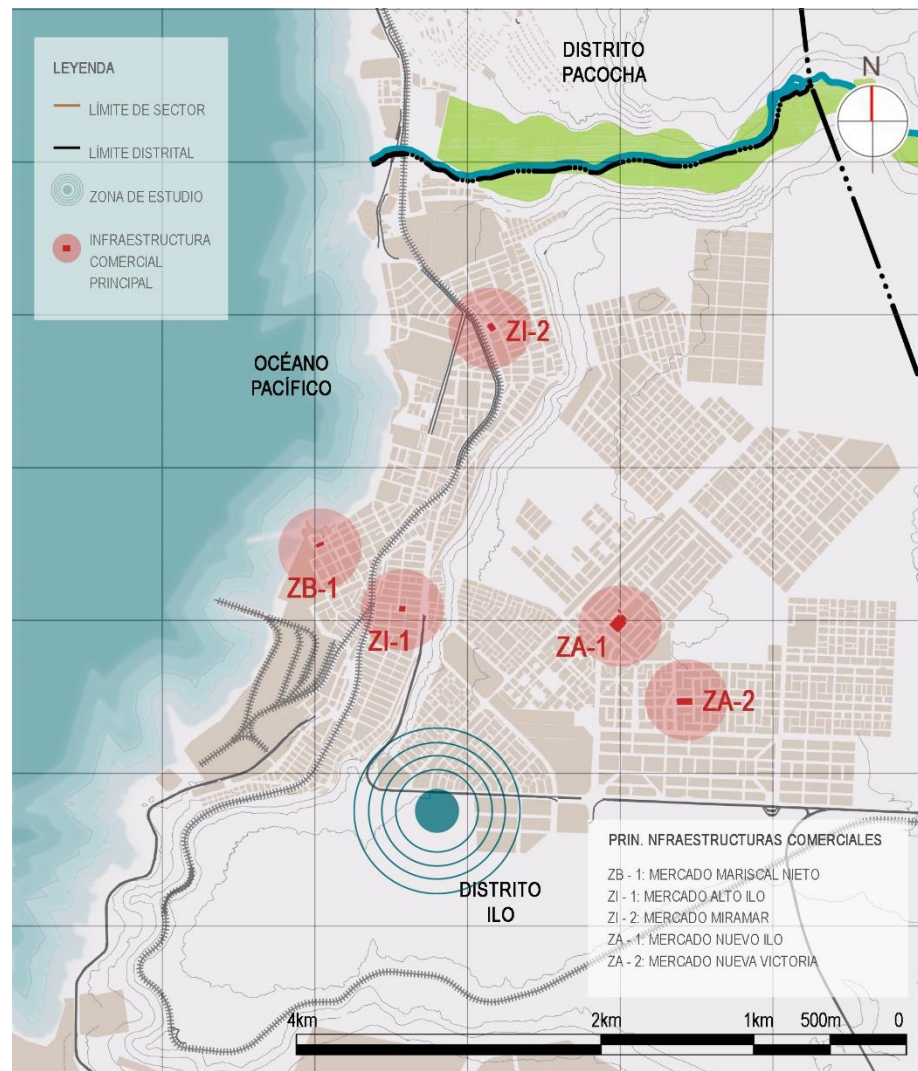 LEYENDA
LÍMITE DE SECTOR
LÍMITE DISTRITAL
ZONA DE ESTUDIO
INFRAESTRUCTURA
COMERCIAL
PRINCIPAL
DISTRITO
PACOCHA
N
ZI-2
OCÉANO
PACÍFICO
ZB-1
ZI-1
ZA-1
ZA-2
DISTRITO
ILO
PRIN. NFRAESTRUCTURAS COMERCIALES
ZB - 1: MERCADO MARISCAL NIETO
ZI - 1: MERCADO ALTO ILO
ZI - 2: MERCADO MIRAMAR
ZA - 1: MERCADO NUEVO ILO
ZA - 2: MERCADO NUEVA VICTORIA
4km 2km 1km 500m 0